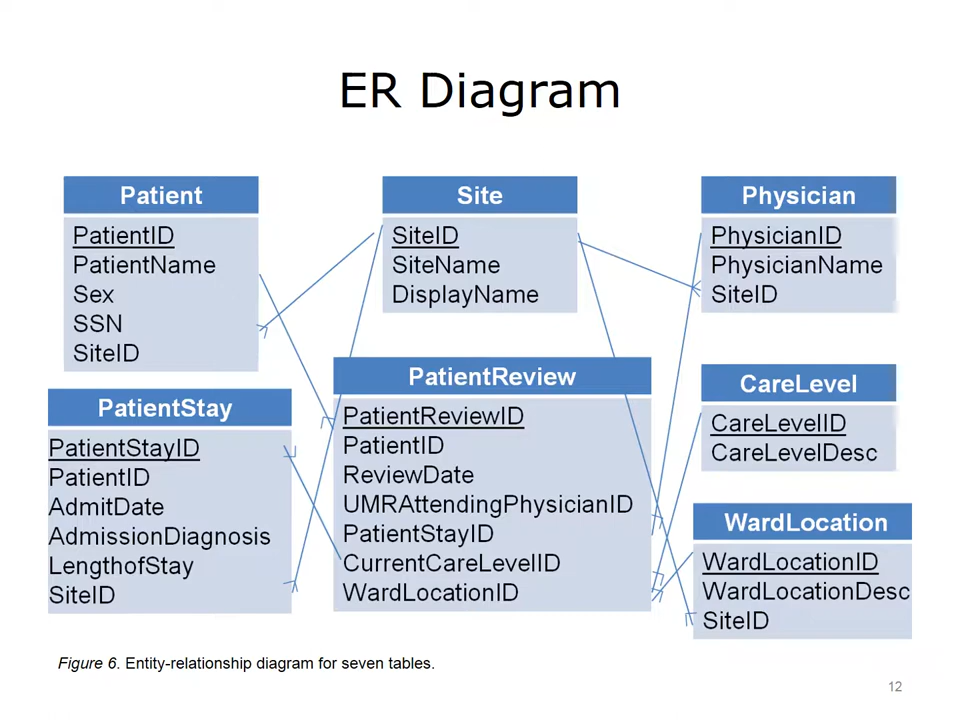 ER Diagram
Patient
PatientID
PatientName
Sex
SSN
SiteID
Site
SiteID
SiteName
DisplayName
Physician
PhysicianID
PhysicianName
SiteID
PatientStay
PatientStayID
PatientID
AdmitDate
AdmissionDiagnosis
LengthofStay
SiteID
PatientReview
PatientReviewID
PatientID
ReviewDate
UMRAttendingPhysicianID
PatientStayID
CurrentCareLevelID
WardLocationID
CareLevel
CareLevelID
CareLevelDesc
WardLocation
WardLocationID
WardLocationDesc
SiteID
Figure 6. Entity-relationship diagram for seven tables.
12